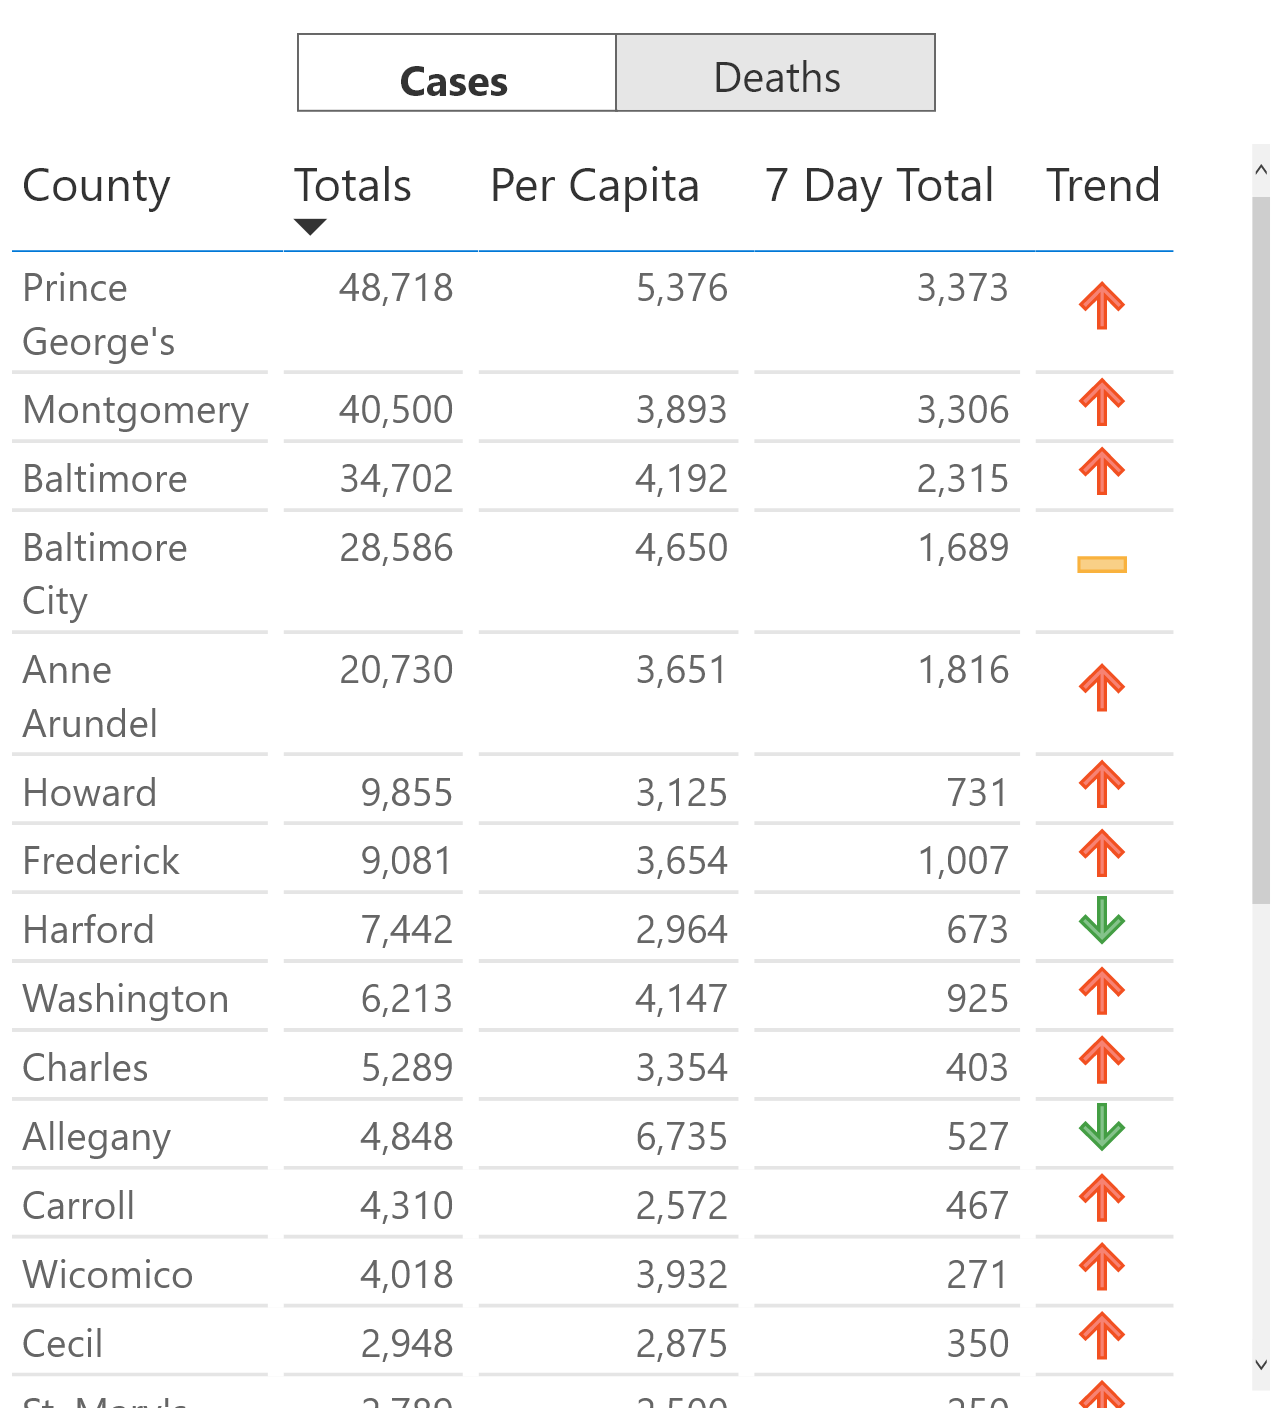 Cases Deaths
County Totals Per Capita 7 Day Total Trend
Prince 48,718 5,376 3,373
George's
Montgomery 40,500 3,893 3,306
Baltimore 34,702 4,192 2,315
Baltimore 28,586 4,650 1,689
City
Anne 20,730 3,651 1,816
Arundel
Howard 9,855 3,125 731
Frederick 9,081 3,654 1,007
Harford 7,442 2,964 673
Washington 6,213 4,147 925
Charles 5,289 3,354 403
Allegany 4,848 6,735 527
Carroll 4,310 2,572 467
Wicomico 4,018 3,932 271
Cecil 2,948 2,875 350
St. Mary's